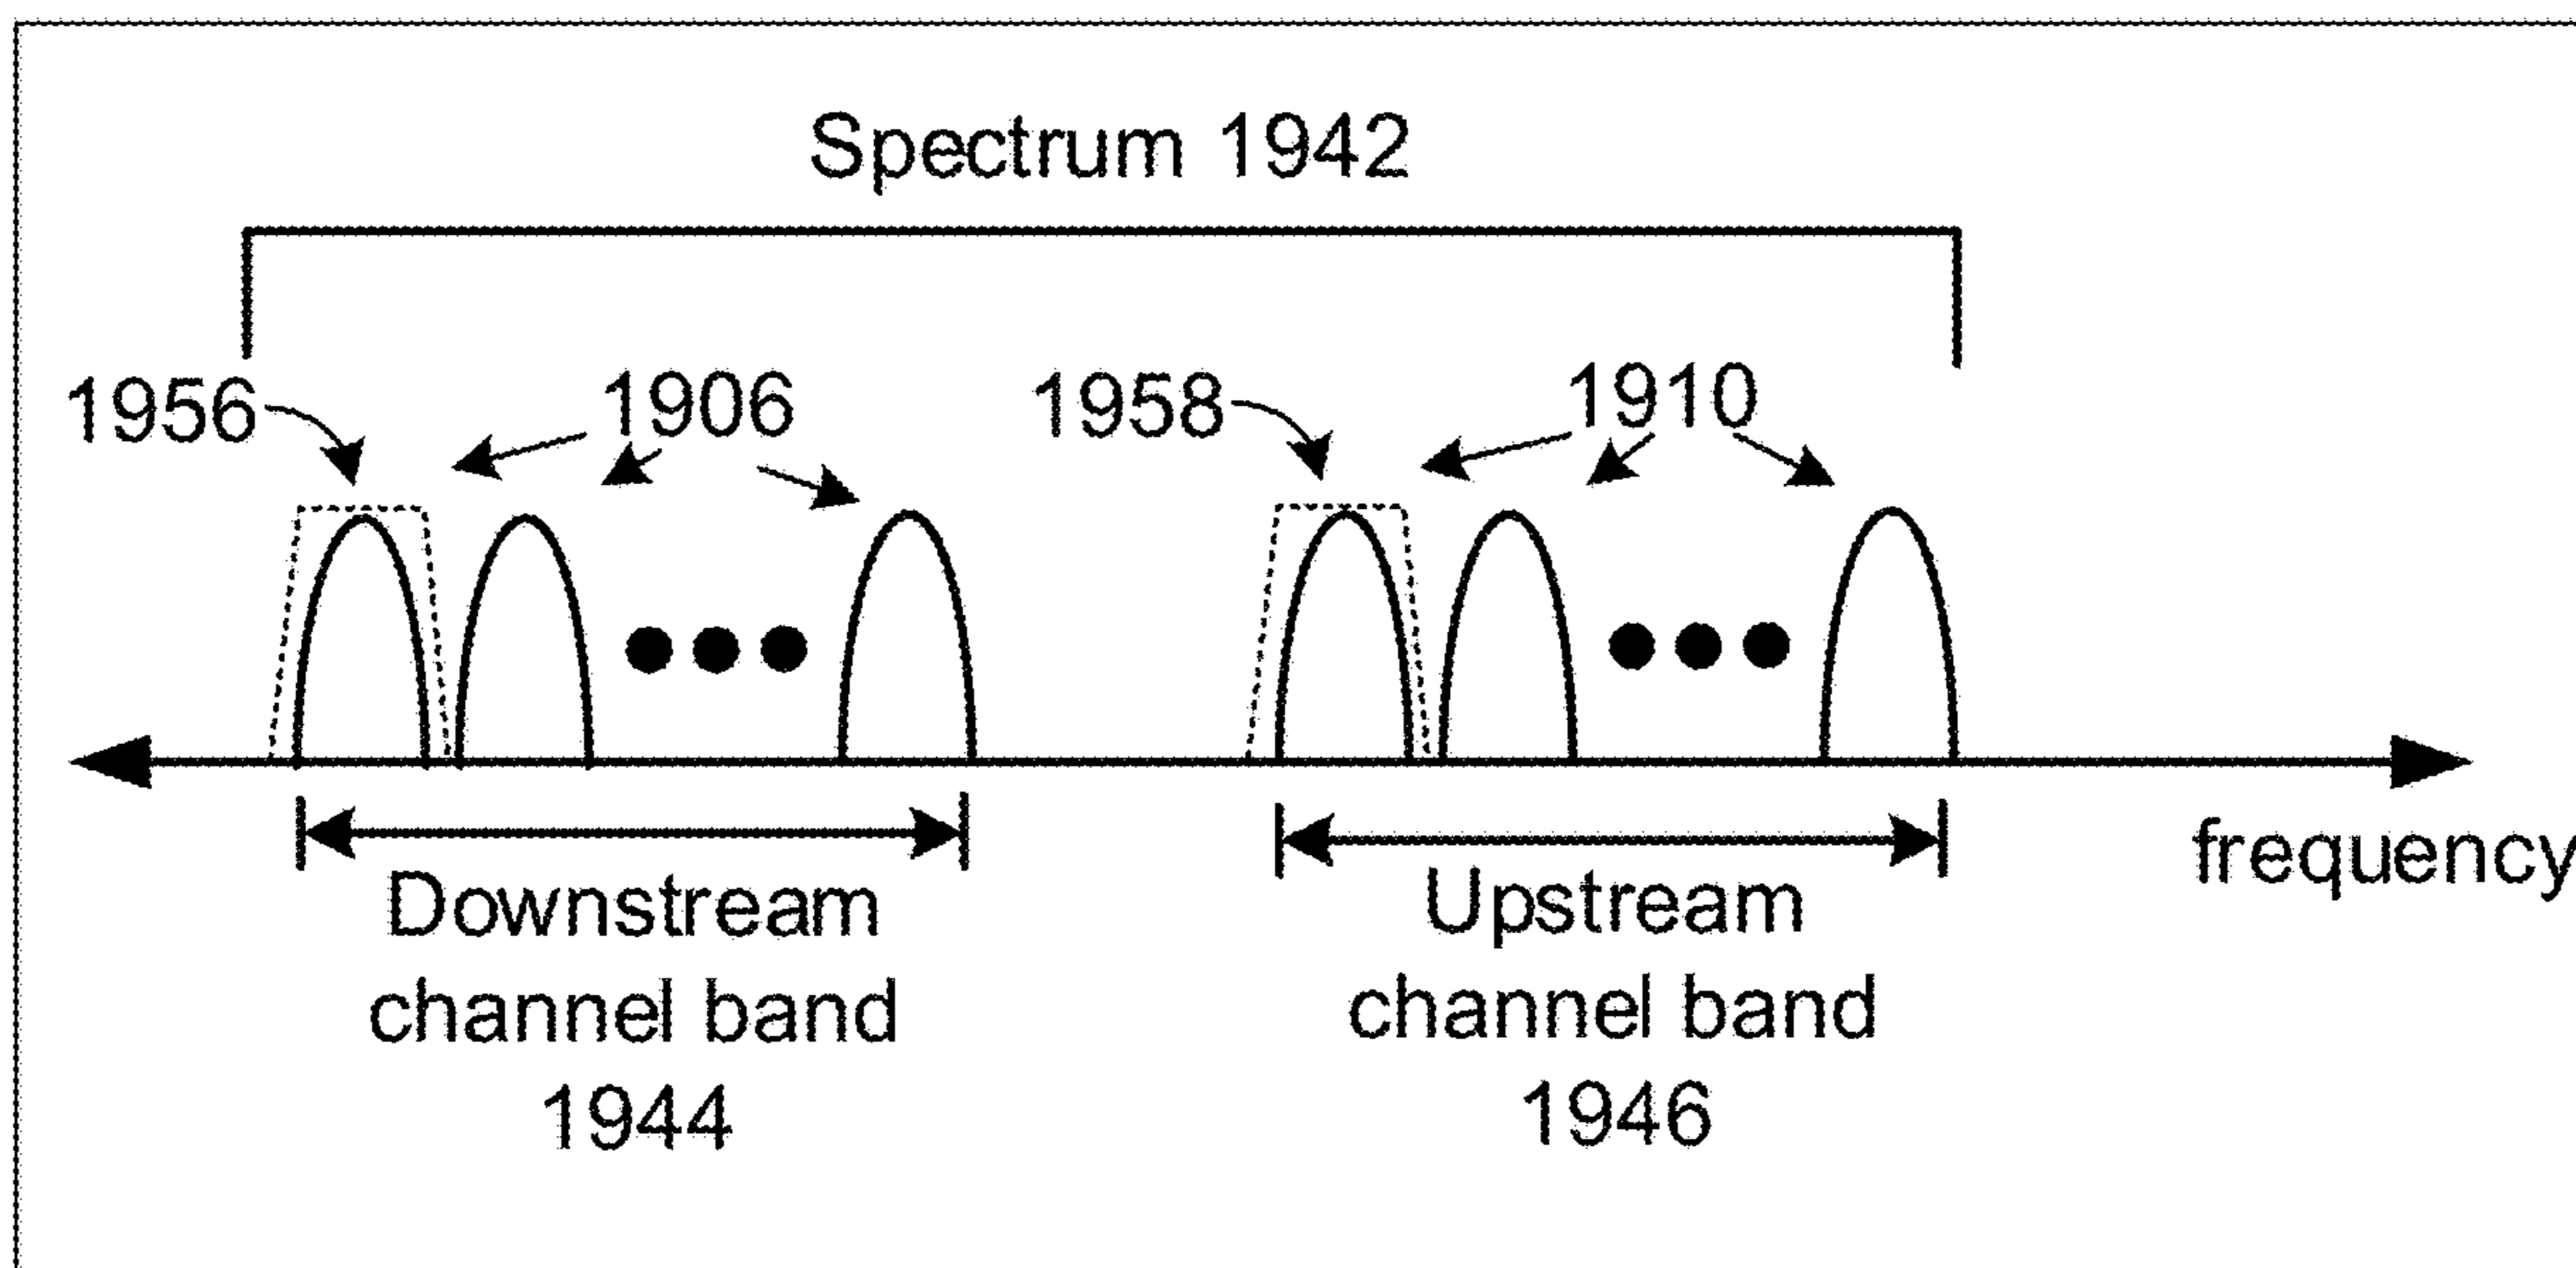 Spectrum 1942
1956
1906
1958
1910
frequency
Downstream
channel band
1944
Upstream
channel band
1946